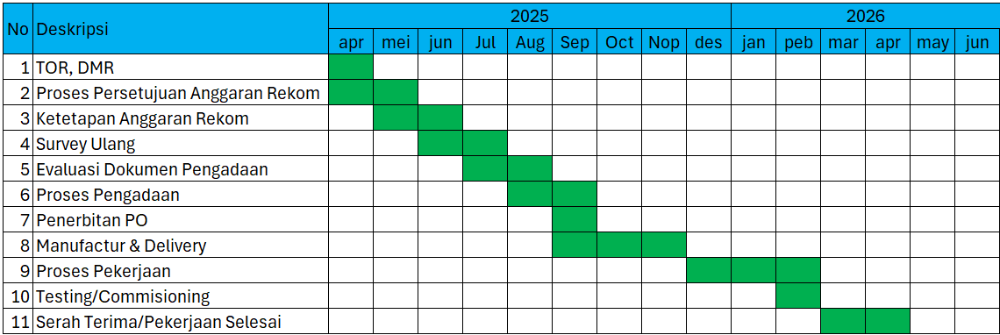 No Deskripsi 2025 2026
apr mei jun Jul Aug Sep Oct Nop des jan peb mar apr may jun
1 TOR, DMR
2 Proses Persetujuan Anggaran Rekom
3 Ketetapan Anggaran Rekom
4 Survey Ulang
5 Evaluasi Dokumen Pengadaan
6 Proses Pengadaan
7 Penerbitan PO
8 Manufactur & Delivery
9 Proses Pekerjaan
10 Testing/Commisioning
11 Serah Terima/Pekerjaan Selesai